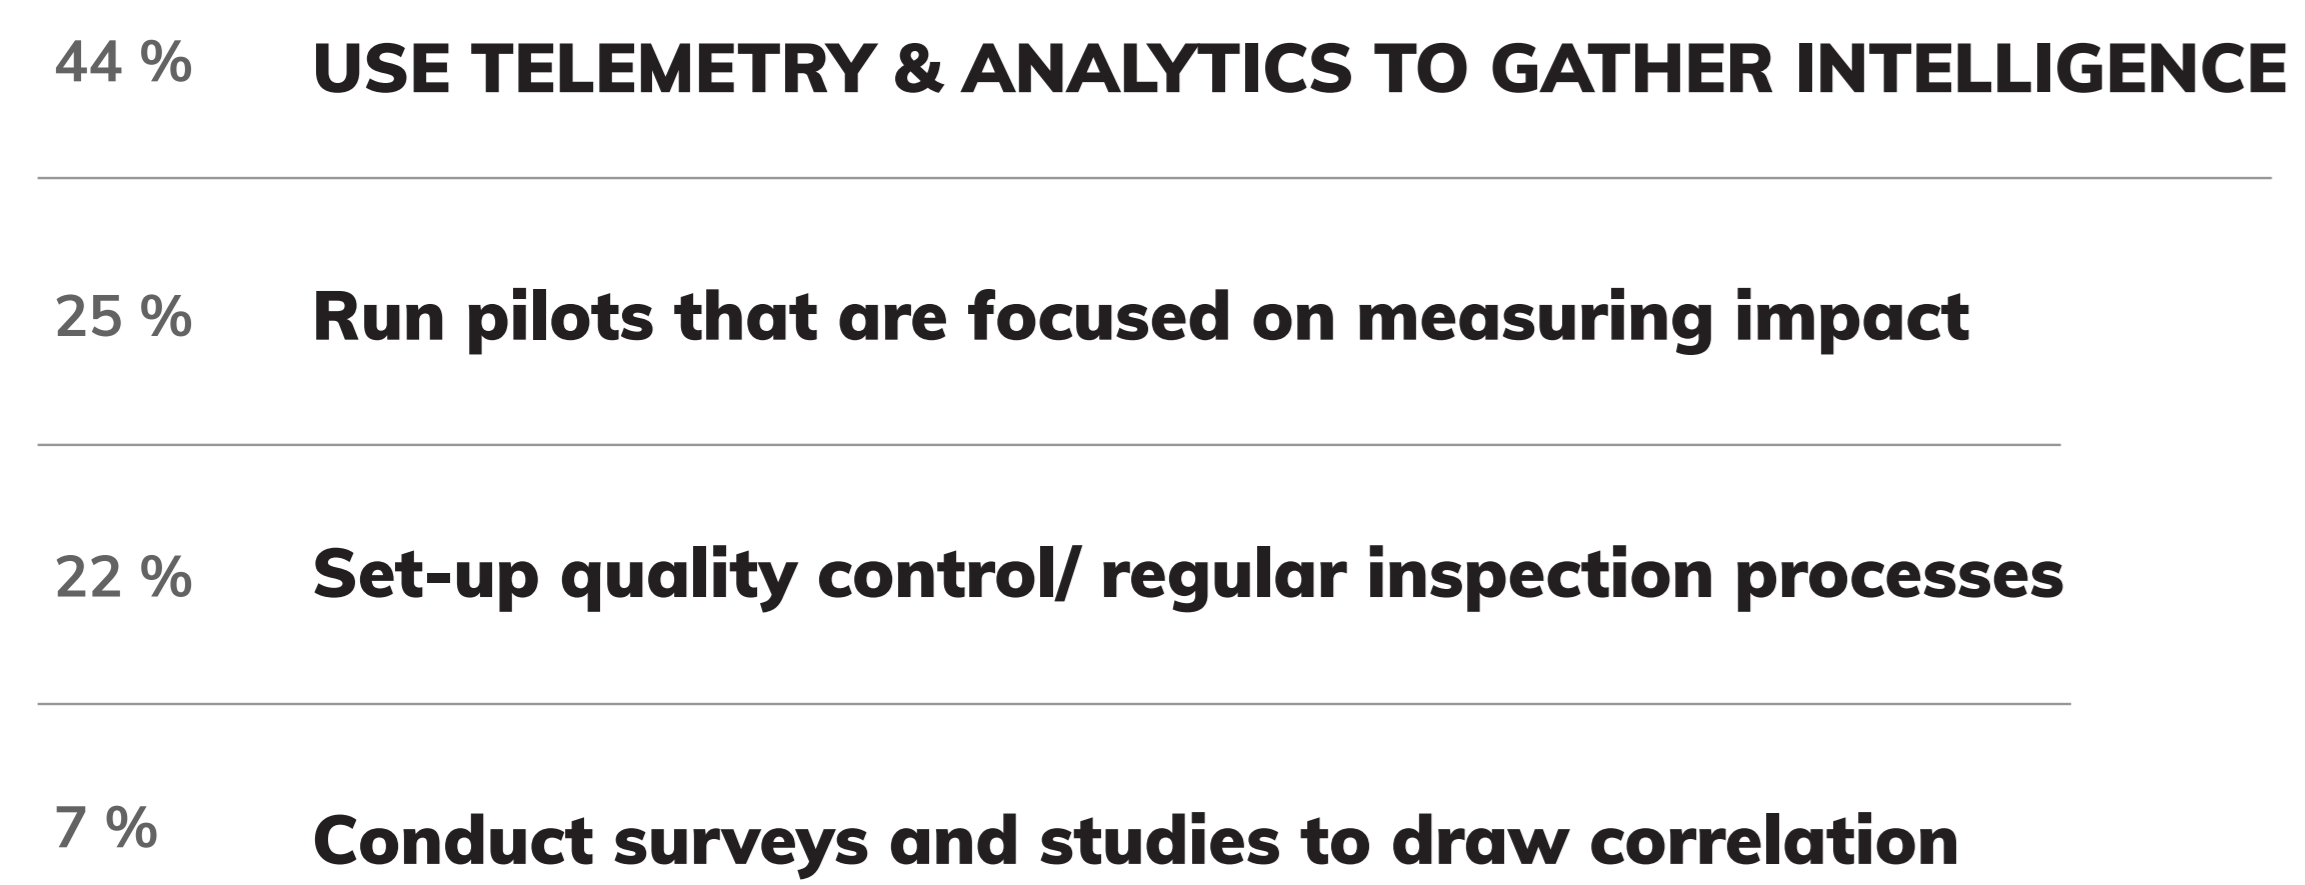 44 % USE TELEMETRY & ANALYTICS TO GATHER INTELLIGENCE
25 % Run pilots that are focused on measuring impact
22 % Set-up quality control/ regular inspection processes
7 % Conduct surveys and studies to draw correlation